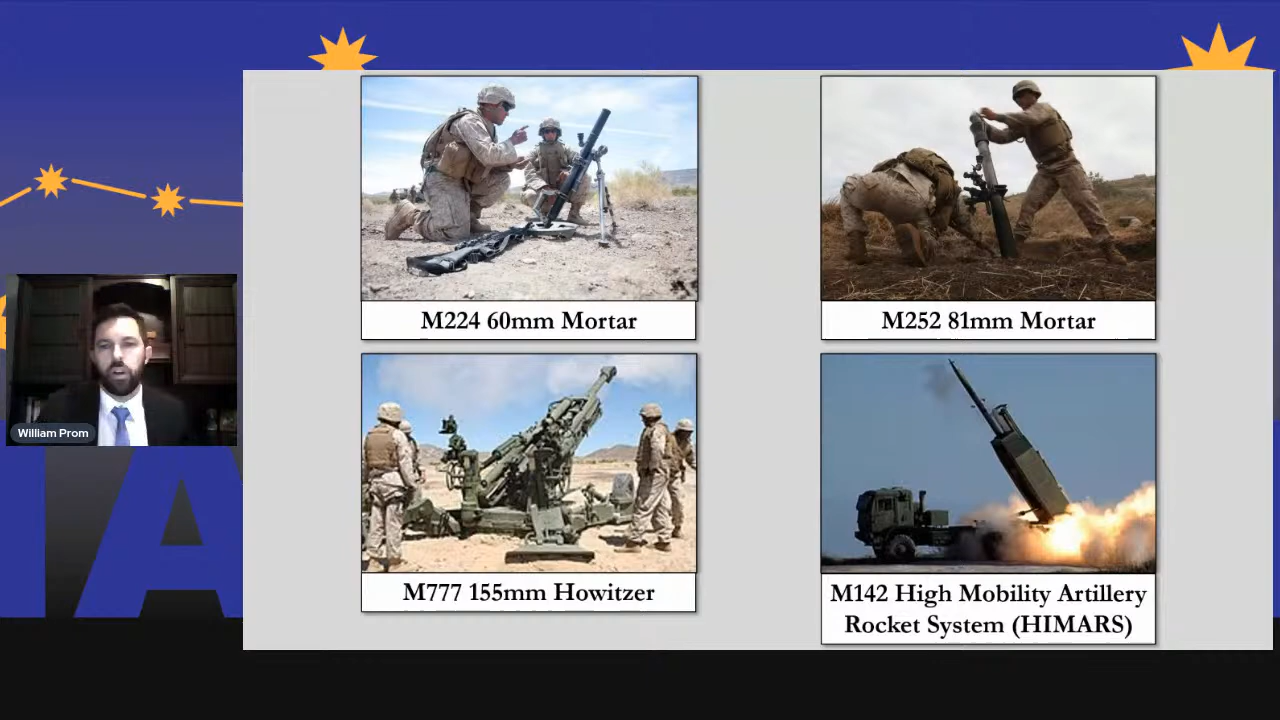 M224 60mm Mortar
M252 81mm Mortar
William Prom
M777 155mm Howitzer
M142 High Mobility Artillery
Rocket System (HIMARS)